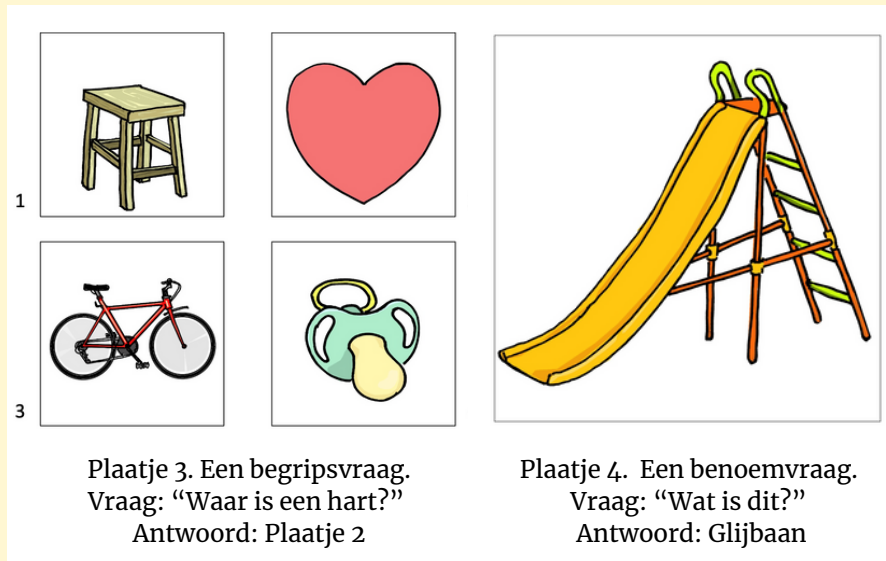 1
3
Plaatje 3. Een begripsvraag.
Vraag: “Waar is een hart?”
Antwoord: Plaatje 2
Plaatje 4.  Een benoemvraag.
Vraag: “Wat is dit?”
Antwoord: Glijbaan